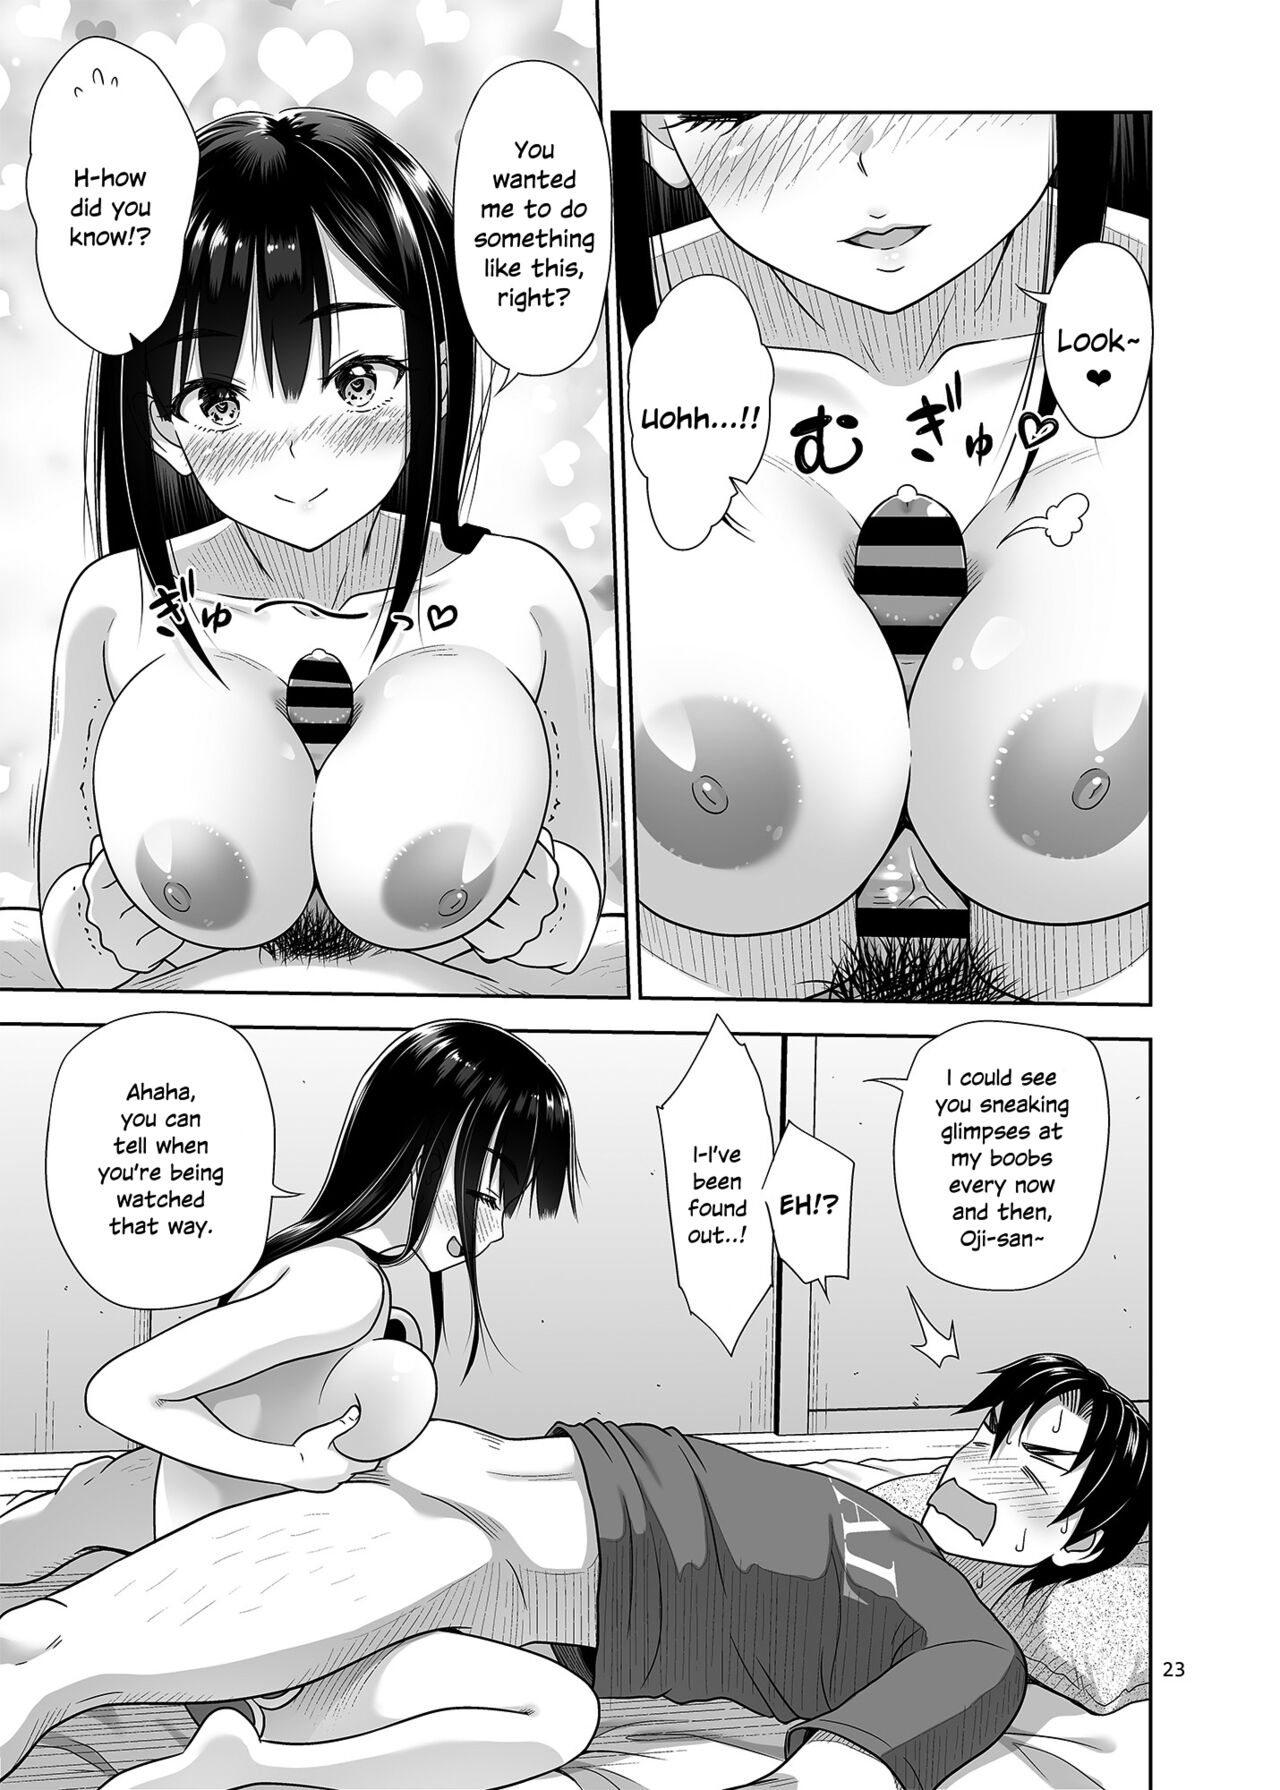 Look~
♥
uohh...!!
むぎゅ♡
You
wanted
me to do
something
like this,
right?
H-how
did you
know!?
ぎゅ～っ♡
I could see
you sneaking
glimpses at
my boobs
every now
and then,
Oji-san~
EH!?
I-I've
been
found
out..!
Ahaha,
you can
tell when
you're being
watched
that way.
23